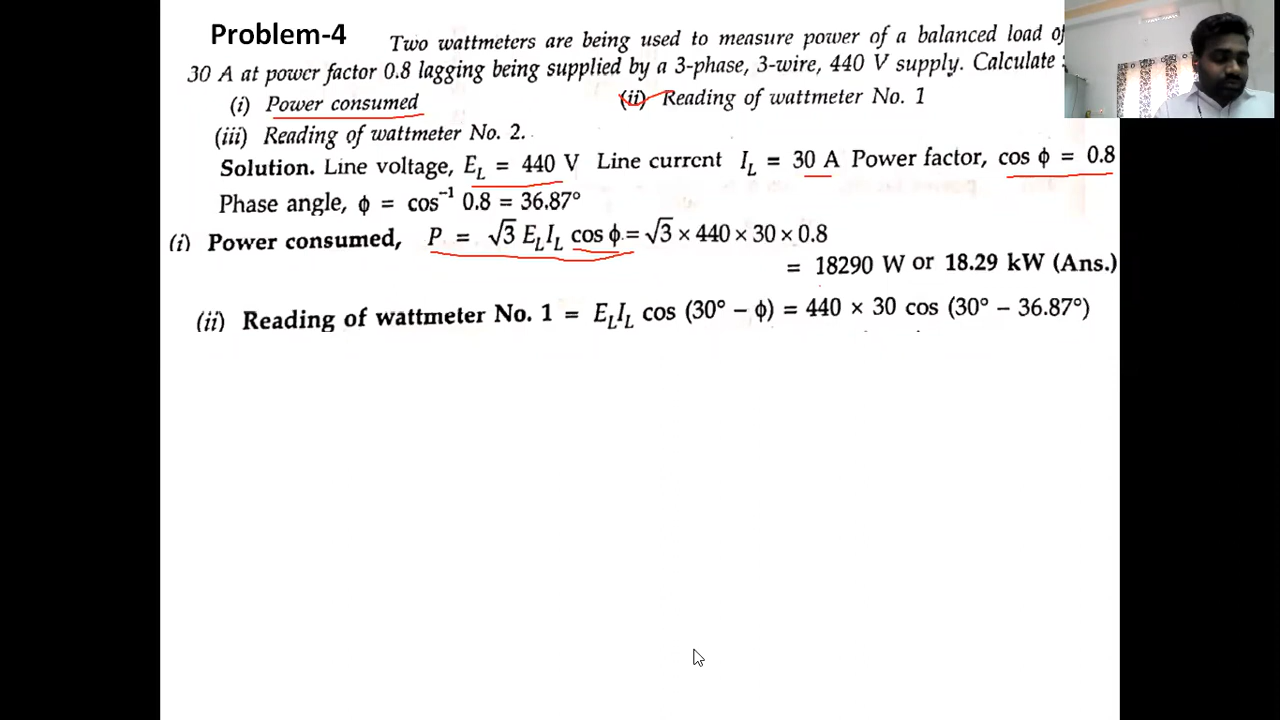 Problem-4
Two wattmeters are being used to measure power of a balanced load of
30 A at power factor 0.8 lagging being supplied by a 3-phase, 3-wire, 440 V supply. Calculate :
(i) Power consumed (ii) Reading of wattmeter No. 1
(iii) Reading of wattmeter No. 2.
Solution. Line voltage, E_L = 440 V Line current I_L = 30 A Power factor, cos ϕ = 0.8
Phase angle, ϕ = cos⁻¹ 0.8 = 36.87°
(i) Power consumed, P = √3 E_L I_L cos ϕ = √3 × 440 × 30 × 0.8
= 18290 W or 18.29 kW (Ans.)
(ii) Reading of wattmeter No. 1 = E_L I_L cos (30° − ϕ) = 440 × 30 cos (30° − 36.87°)